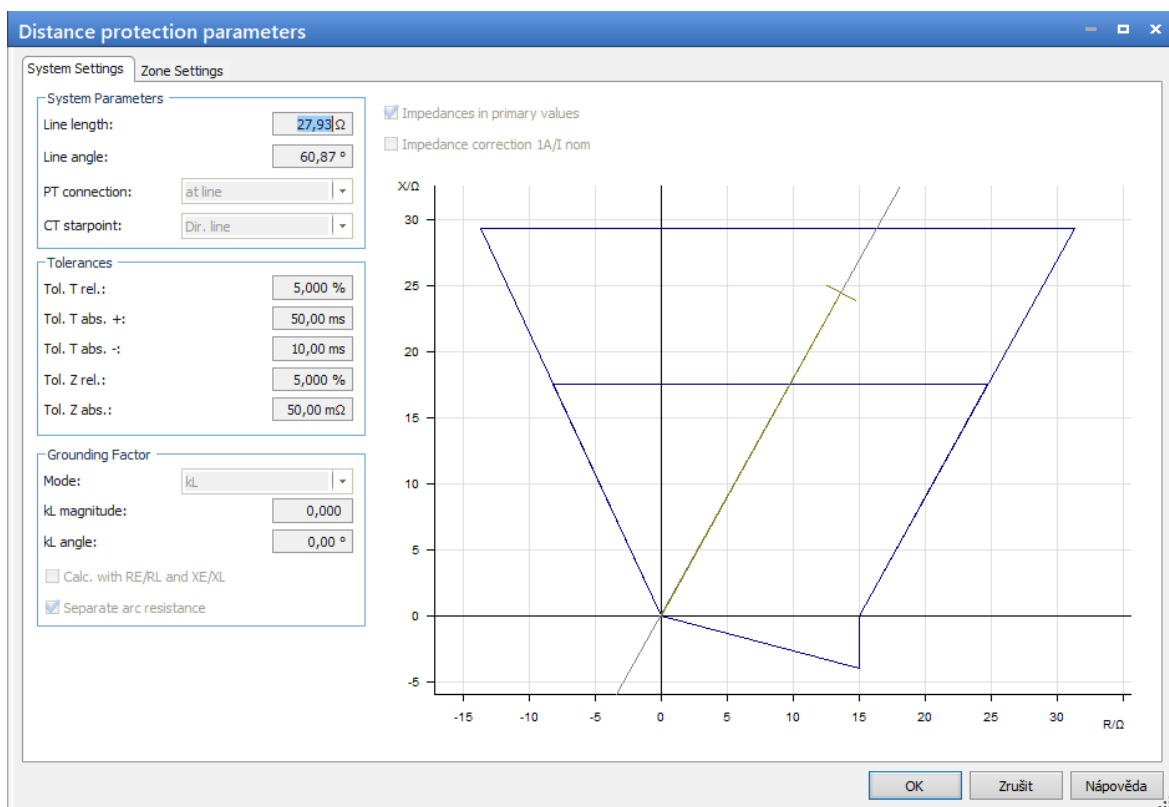 Distance protection parameters
System Settings
Zone Settings
System Parameters
Line length:
27,93 Ω
Line angle:
60,87 °
PT connection:
at line
CT starpoint:
Dir. line
Tolerances
Tol. T rel.:
5,000 %
Tol. T abs. +:
50,00 ms
Tol. T abs. -:
10,00 ms
Tol. Z rel.:
5,000 %
Tol. Z abs.:
50,00 mΩ
Grounding Factor
Mode:
kL
kL magnitude:
0,000
kL angle:
0,00 °
Calc. with RE/RL and XE/XL
Separate arc resistance
Impedances in primary values
Impedance correction 1A/I nom
X/Ω
30
25
20
15
10
5
0
-5
-15
-10
-5
0
5
10
15
20
25
30
R/Ω
OK
Zrušit
Nápověda